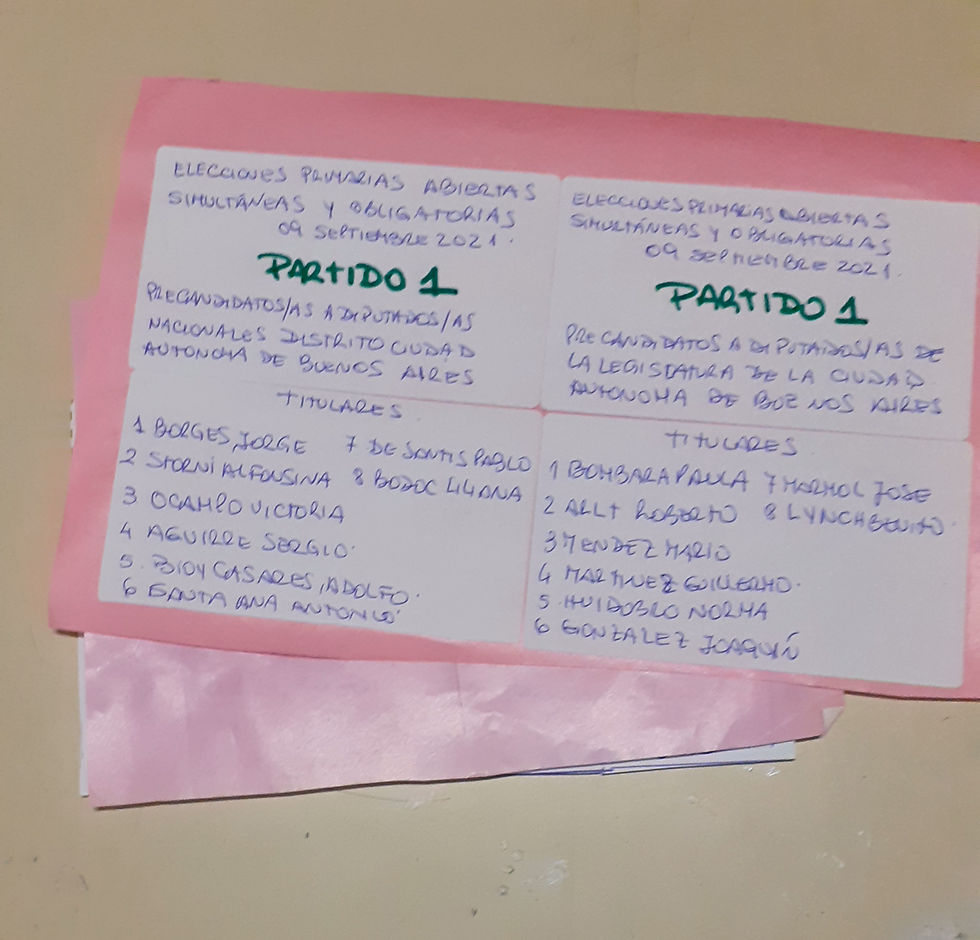 ELECCIONES PRIMARIAS ABIERTAS
SIMULTÁNEAS Y OBLIGATORIAS
09 SEPTIEMBRE 2021.
PARTIDO 1
PRECANDIDATOS/AS A DIPUTADOS/AS
NACIONALES DISTRITO CIUDAD
AUTONOMA DE BUENOS AIRES
TITULARES
1 BORGES, JORGE 7 DE SANTIS PABLO
2 STORNI ALFONSINA 8 BODOC LILIANA
3 OCAMPO VICTORIA
4 AGUIRRE SERGIO.
5. BIOY CASARES, ADOLFO.
6 SANTA ANA ANTONIO
ELECCIONES PRIMARIAS ABIERTAS
SIMULTÁNEAS Y OBLIGATORIAS
09 SEPTIEMBRE 2021.
PARTIDO 1
PRECANDIDATOS A DIPUTADOS/AS DE
LA LEGISLATURA DE LA CIUDAD
AUTONOMA DE BUENOS AIRES
TITULARES
1 BOMBARA PAULA 7 MARMOL JOSE
2 ARLT ROBERTO 8 LYNCH BENITO.
3 MENDEZ MARIO
4 MARTINEZ GUILLERMO.
5. HUIDOBRO NORMA
6 GONZALEZ JOAQUÍN